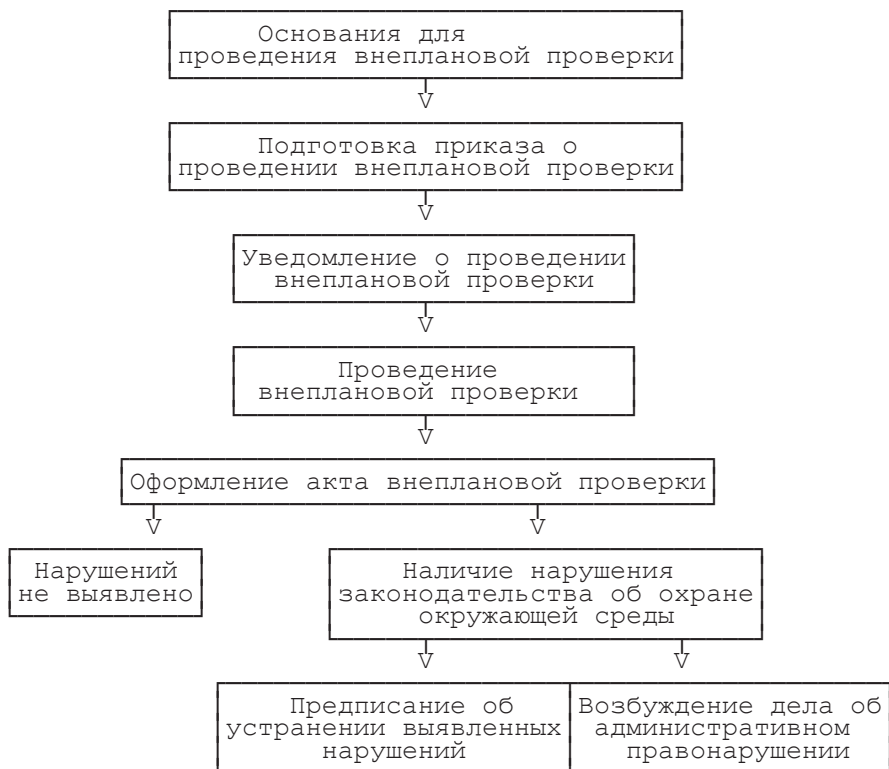 Основания для
проведения внеплановой проверки
Подготовка приказа о
проведении внеплановой проверки
Уведомление о проведении
внеплановой проверки
Проведение
внеплановой проверки
Оформление акта внеплановой проверки
Нарушений
не выявлено
Наличие нарушения
законодательства об охране
окружающей среды
Предписание об
устранении выявленных
нарушений
Возбуждение дела об
административном
правонарушении